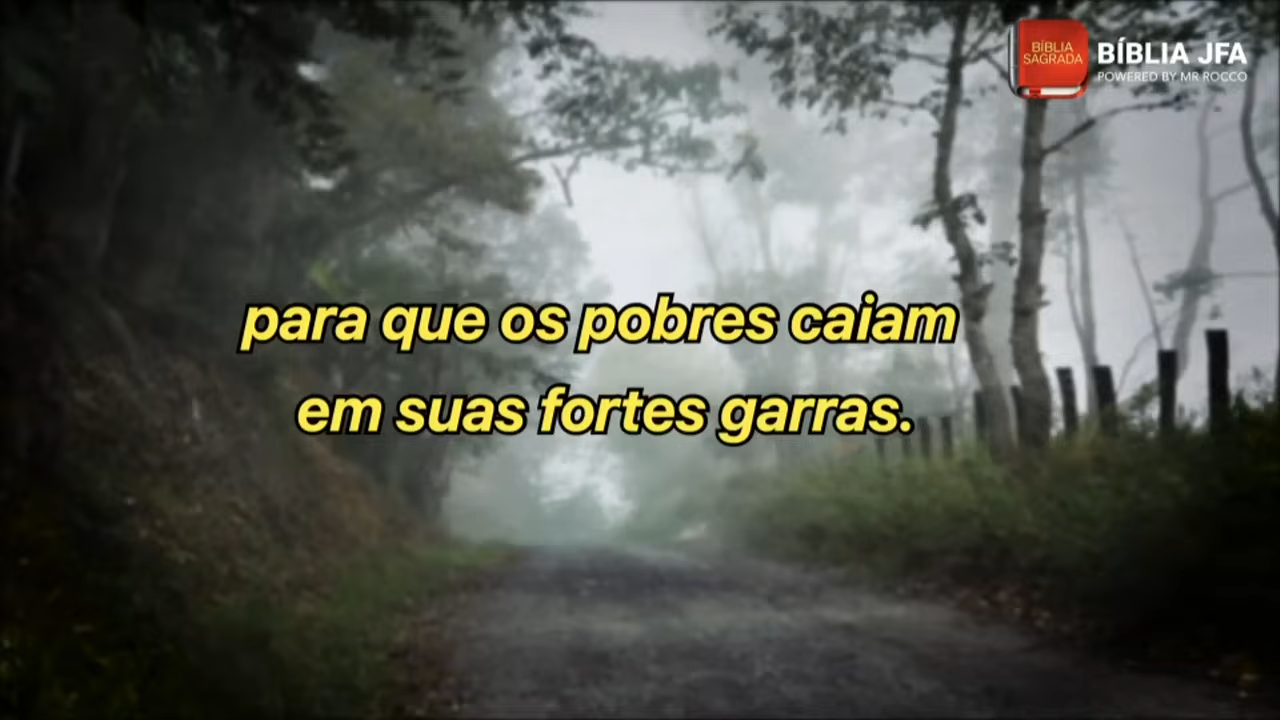 BÍBLIA
SAGRADA
BÍBLIA JFA
POWERED BY MR ROCCO
para que os pobres caiam
em suas fortes garras.